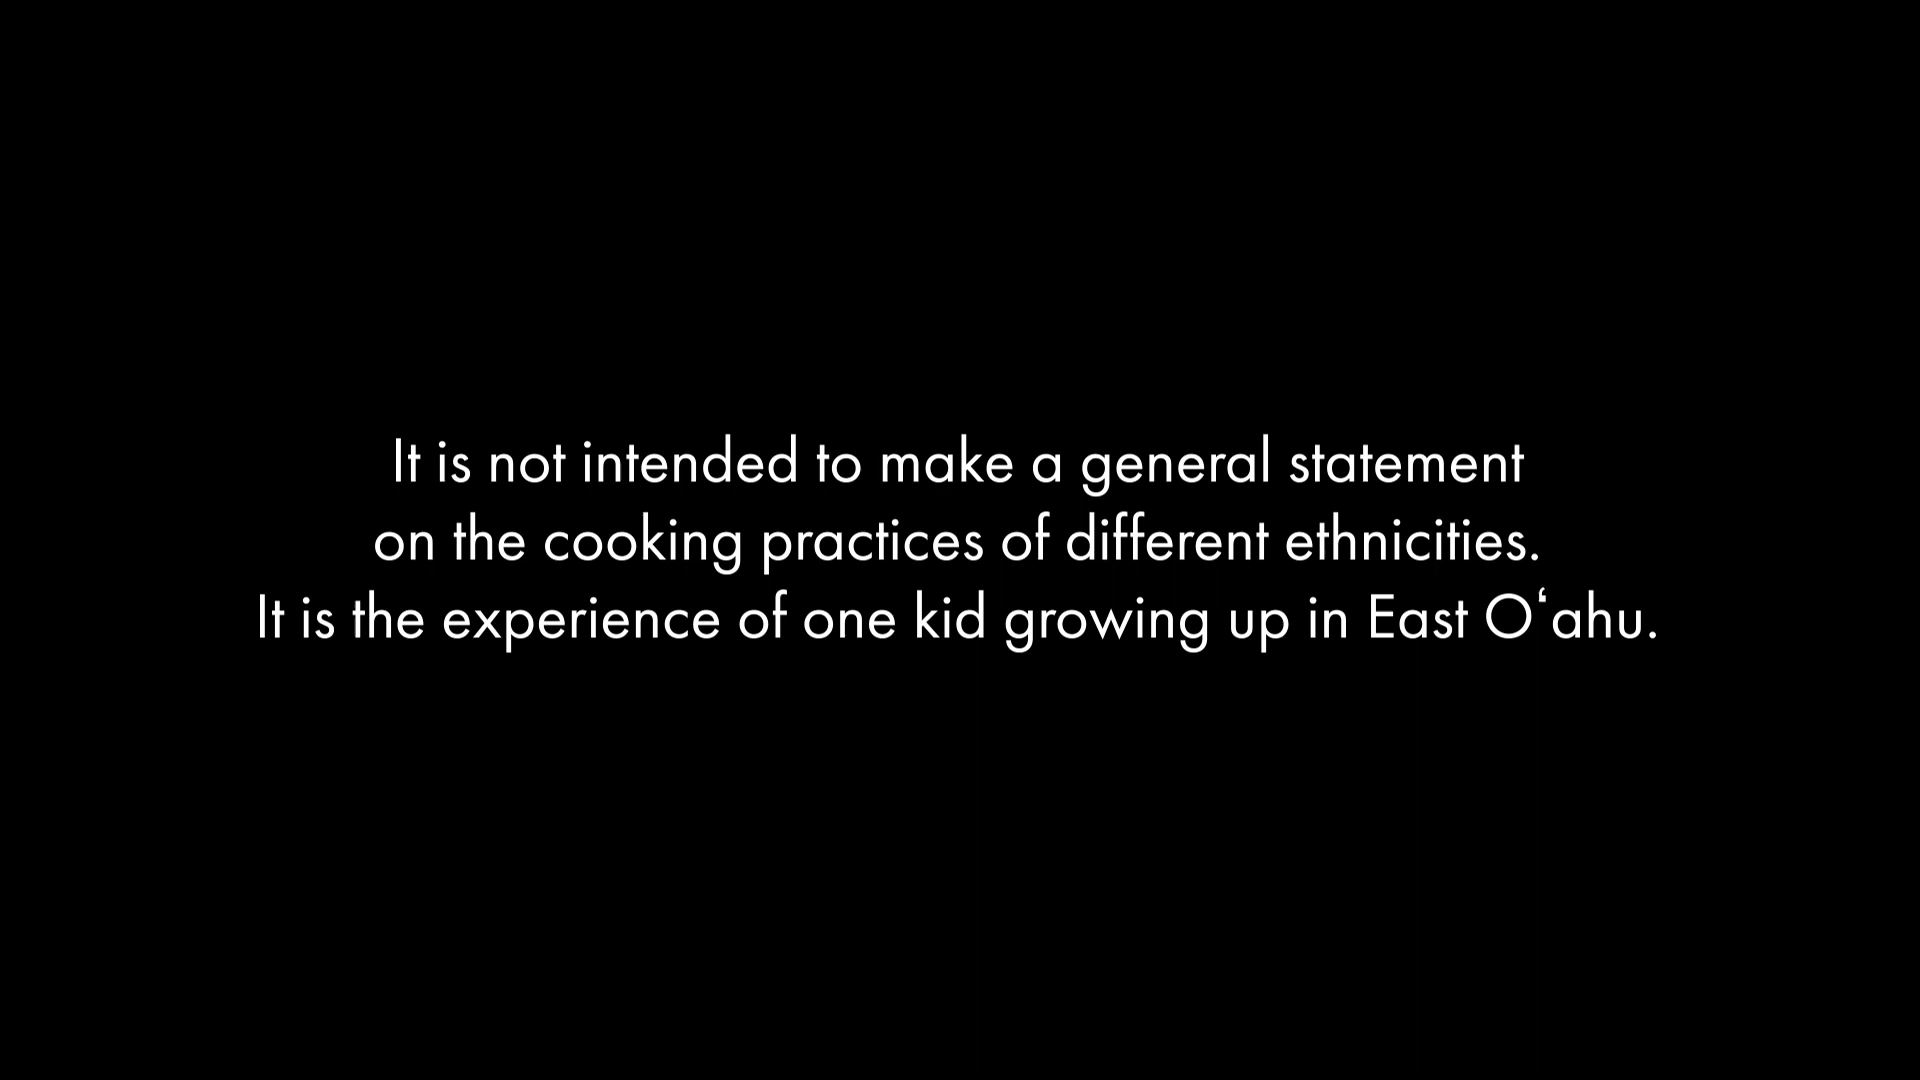 It is not intended to make a general statement
on the cooking practices of different ethnicities.
It is the experience of one kid growing up in East Oʻahu.